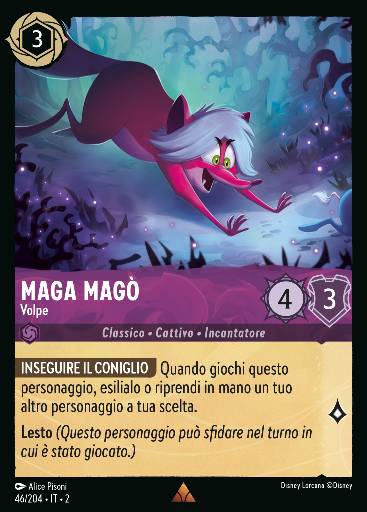 3
MAGA MAGÒ
Volpe
4
3
Classico • Cattivo • Incantatore
INSEGUIRE IL CONIGLIO Quando giochi questo
personaggio, esilialo o riprendi in mano un tuo
altro personaggio a tua scelta.
Lesto (Questo personaggio può sfidare nel turno in
cui è stato giocato.)
Alice Pisoni
46/204 • IT • 2
Disney Lorcana ©Disney